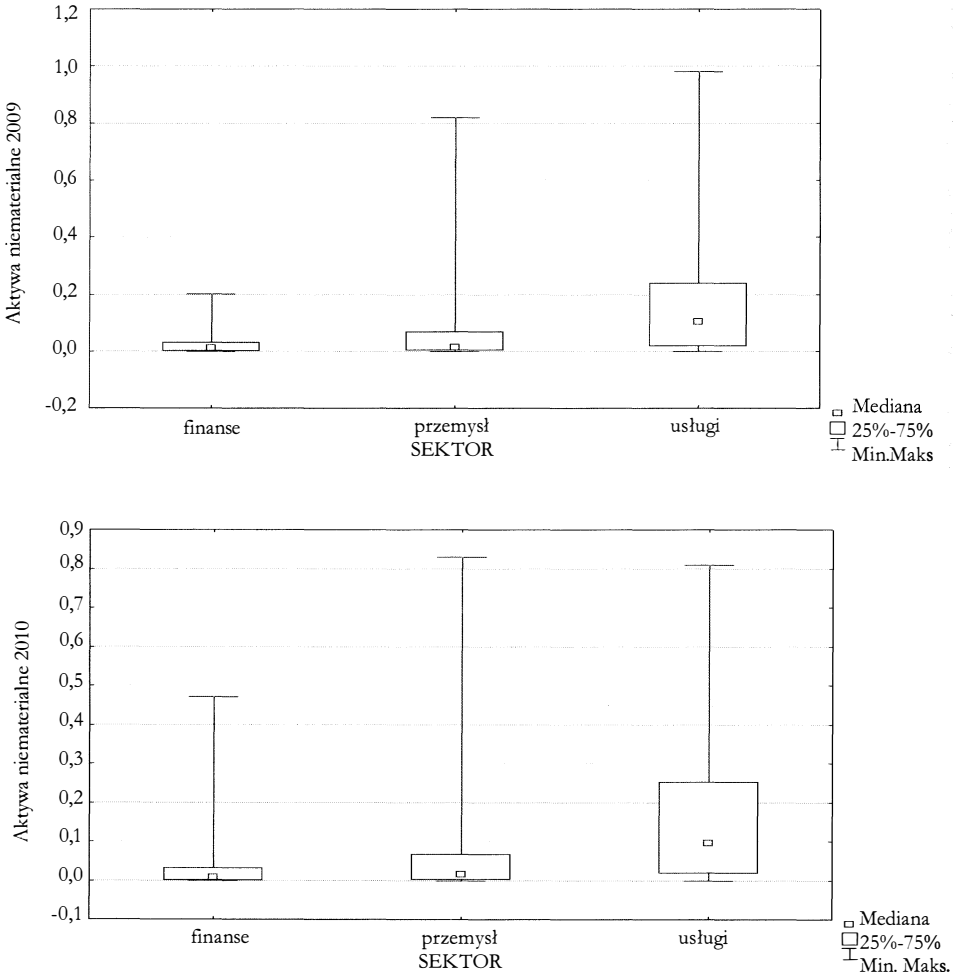 1,2
1,0
0,8
0,6
0,4
0,2
0,0
-0,2
Aktywa niematerialne 2009
finanse przemysł usługi
SEKTOR
Mediana
25%-75%
Min.Maks
0,9
0,8
0,7
0,6
0,5
0,4
0,3
0,2
0,1
0,0
-0,1
Aktywa niematerialne 2010
finanse przemysł usługi
SEKTOR
Mediana
25%-75%
Min. Maks.